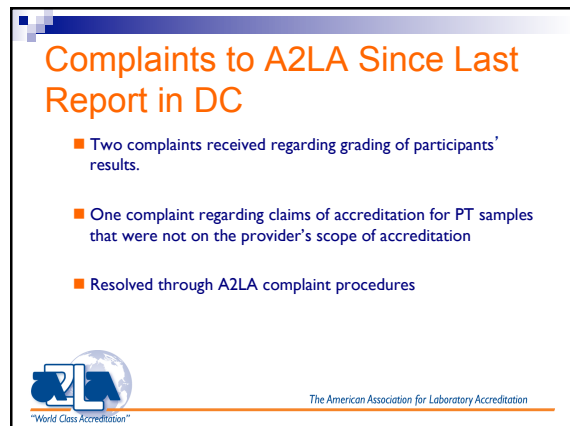 Complaints to A2LA Since Last
Report in DC
Two complaints received regarding grading of participants’
results.
One complaint regarding claims of accreditation for PT samples
that were not on the provider’s scope of accreditation
Resolved through A2LA complaint procedures
A2LA
The American Association for Laboratory Accreditation
“World Class Accreditation”